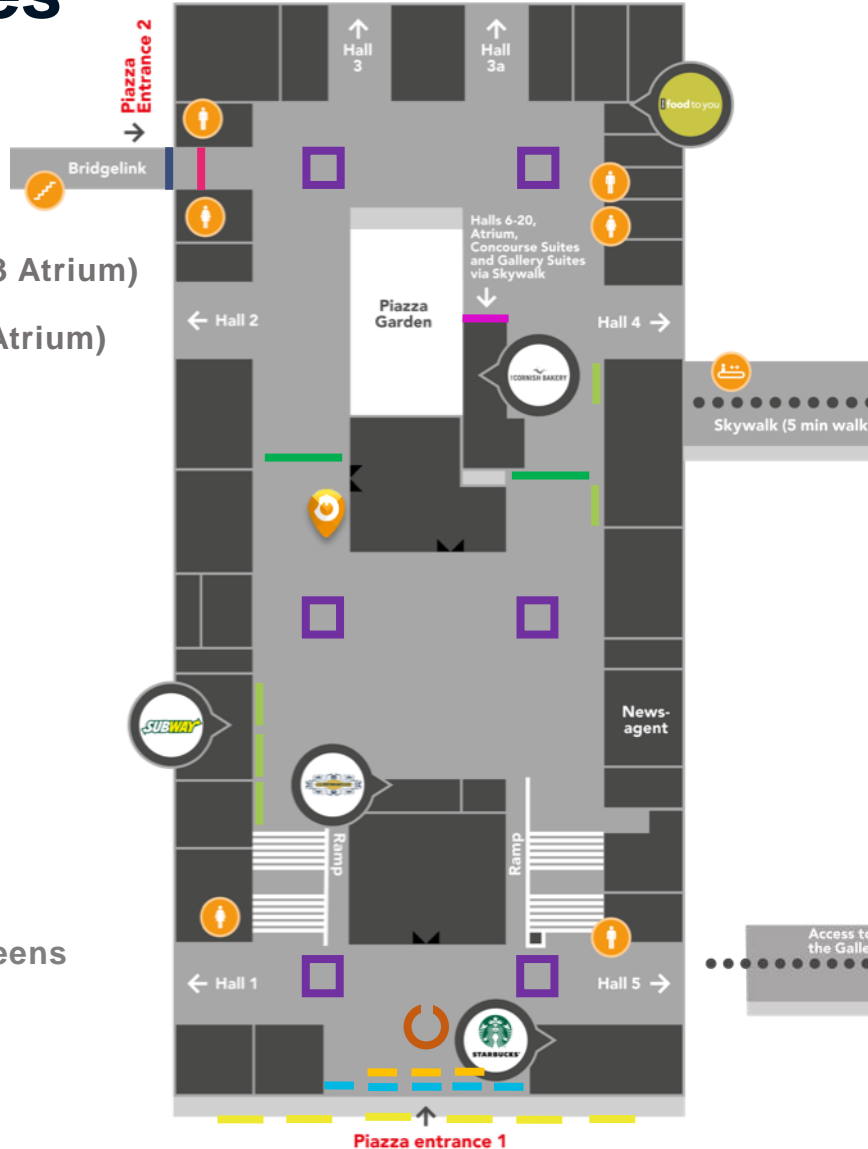 es
Piazza
Entrance 2
Hall
3
Hall
3a
food to you
Bridgelink
Halls 6-20,
Atrium,
Concourse Suites
and Gallery Suites
via Skywalk
3 Atrium)
Piazza
Garden
Hall 2
Hall 4
Atrium)
CORNISH BAKERY
Skywalk (5 min walk
SUBWAY
News-
agent
Ramp
Ramp
Access to
the Galle
eens
Hall 1
Hall 5
STARBUCKS
Piazza entrance 1